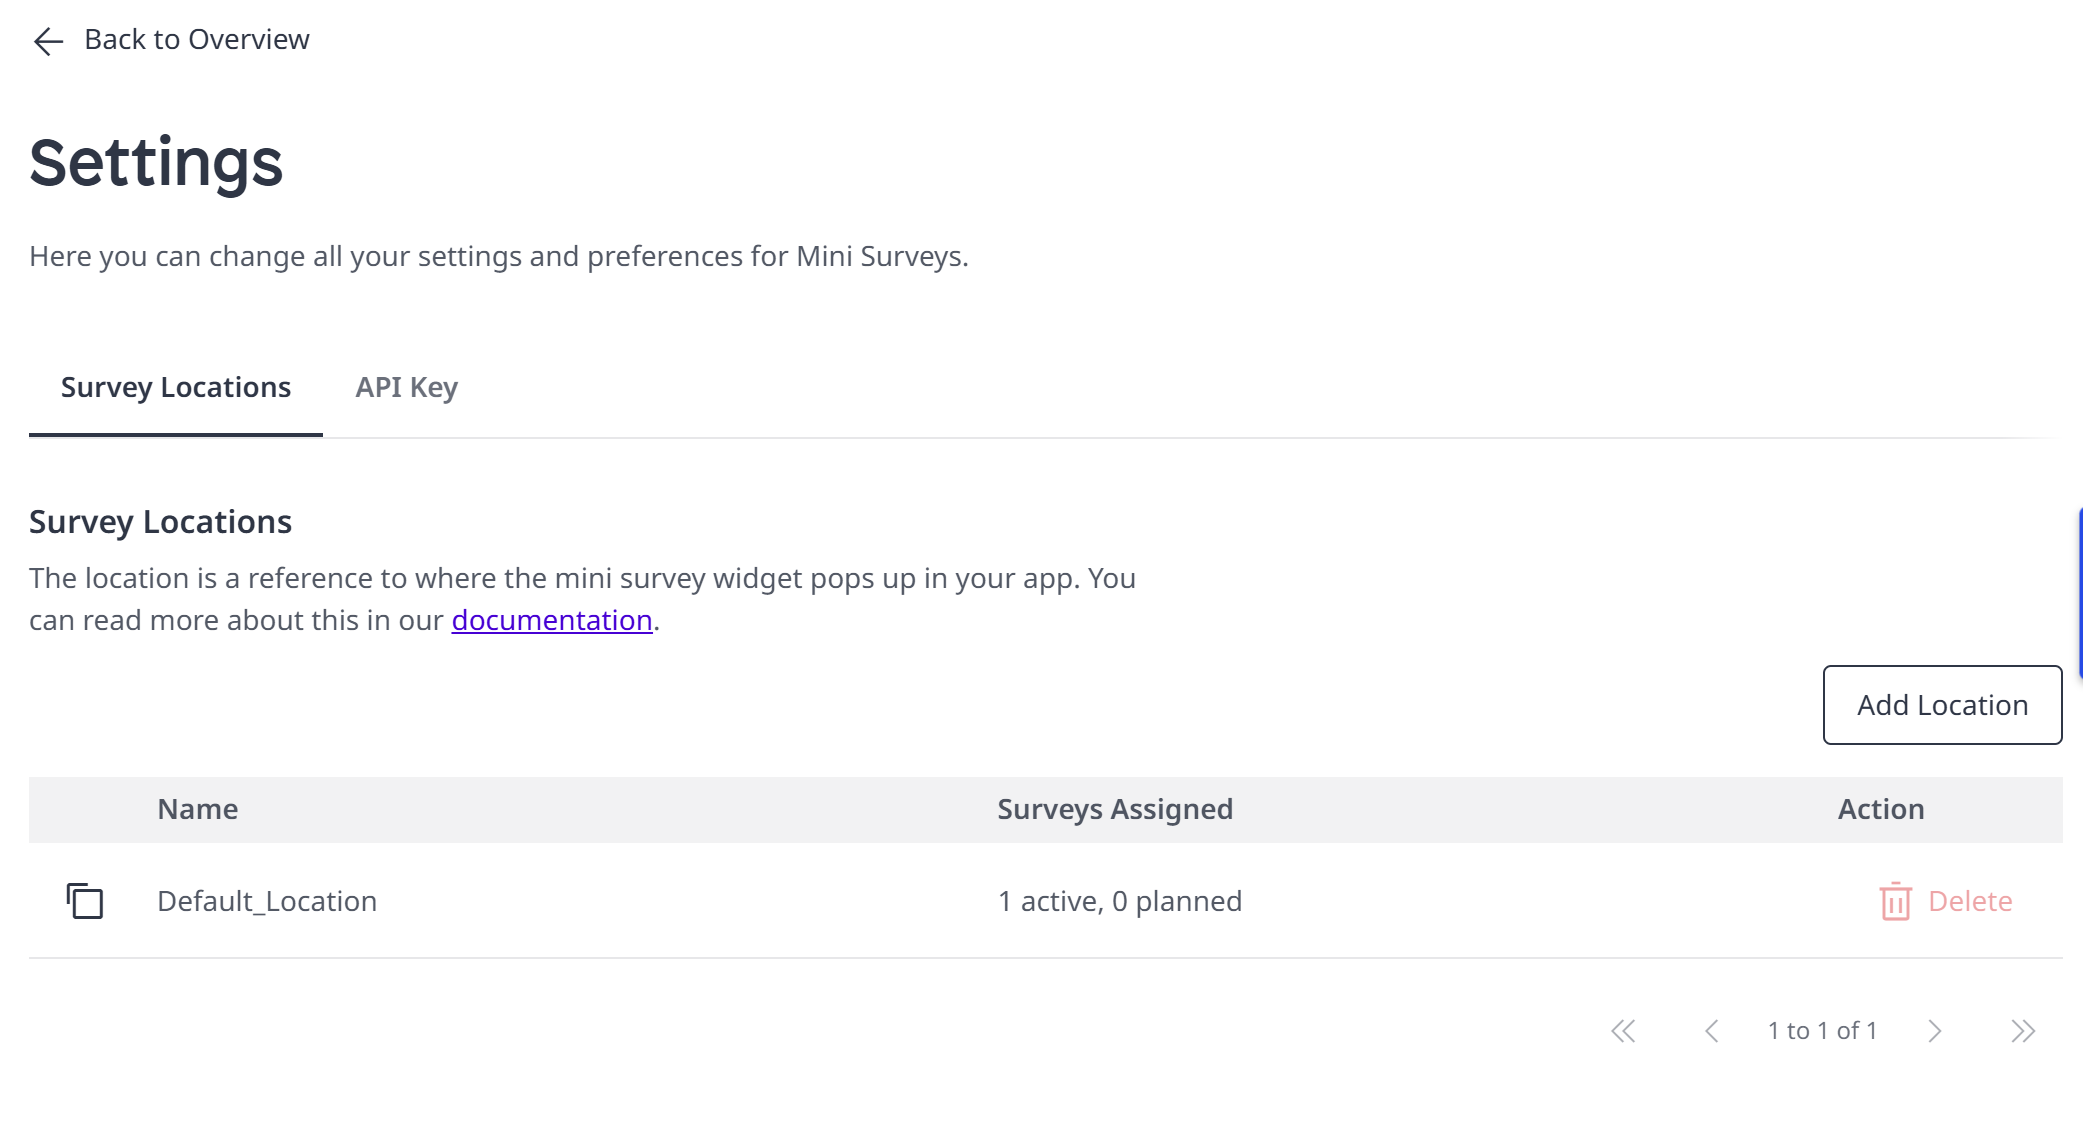 Back to Overview
Settings
Here you can change all your settings and preferences for Mini Surveys.
Survey Locations API Key
Survey Locations
The location is a reference to where the mini survey widget pops up in your app. You
can read more about this in our documentation.
Add Location
Name Surveys Assigned Action
Default_Location 1 active, 0 planned Delete
1 to 1 of 1